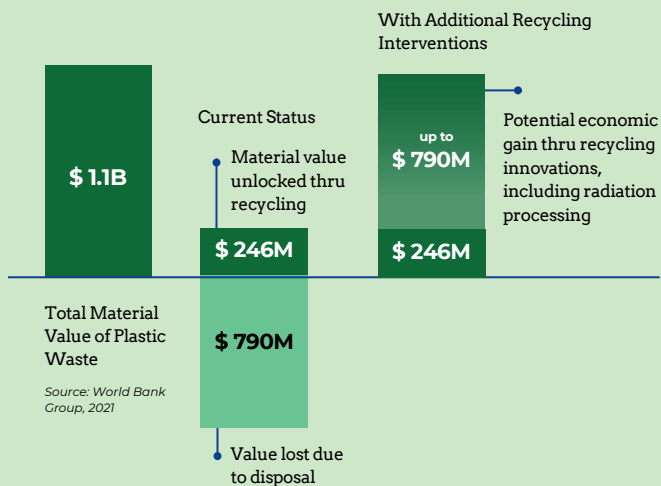 $ 1.1B
Total Material
Value of Plastic
Waste
Source: World Bank
Group, 2021
Current Status
Material value
unlocked thru
recycling
$ 246M
$ 790M
Value lost due
to disposal
With Additional Recycling
Interventions
up to
$ 790M
$ 246M
Potential economic
gain thru recycling
innovations,
including radiation
processing